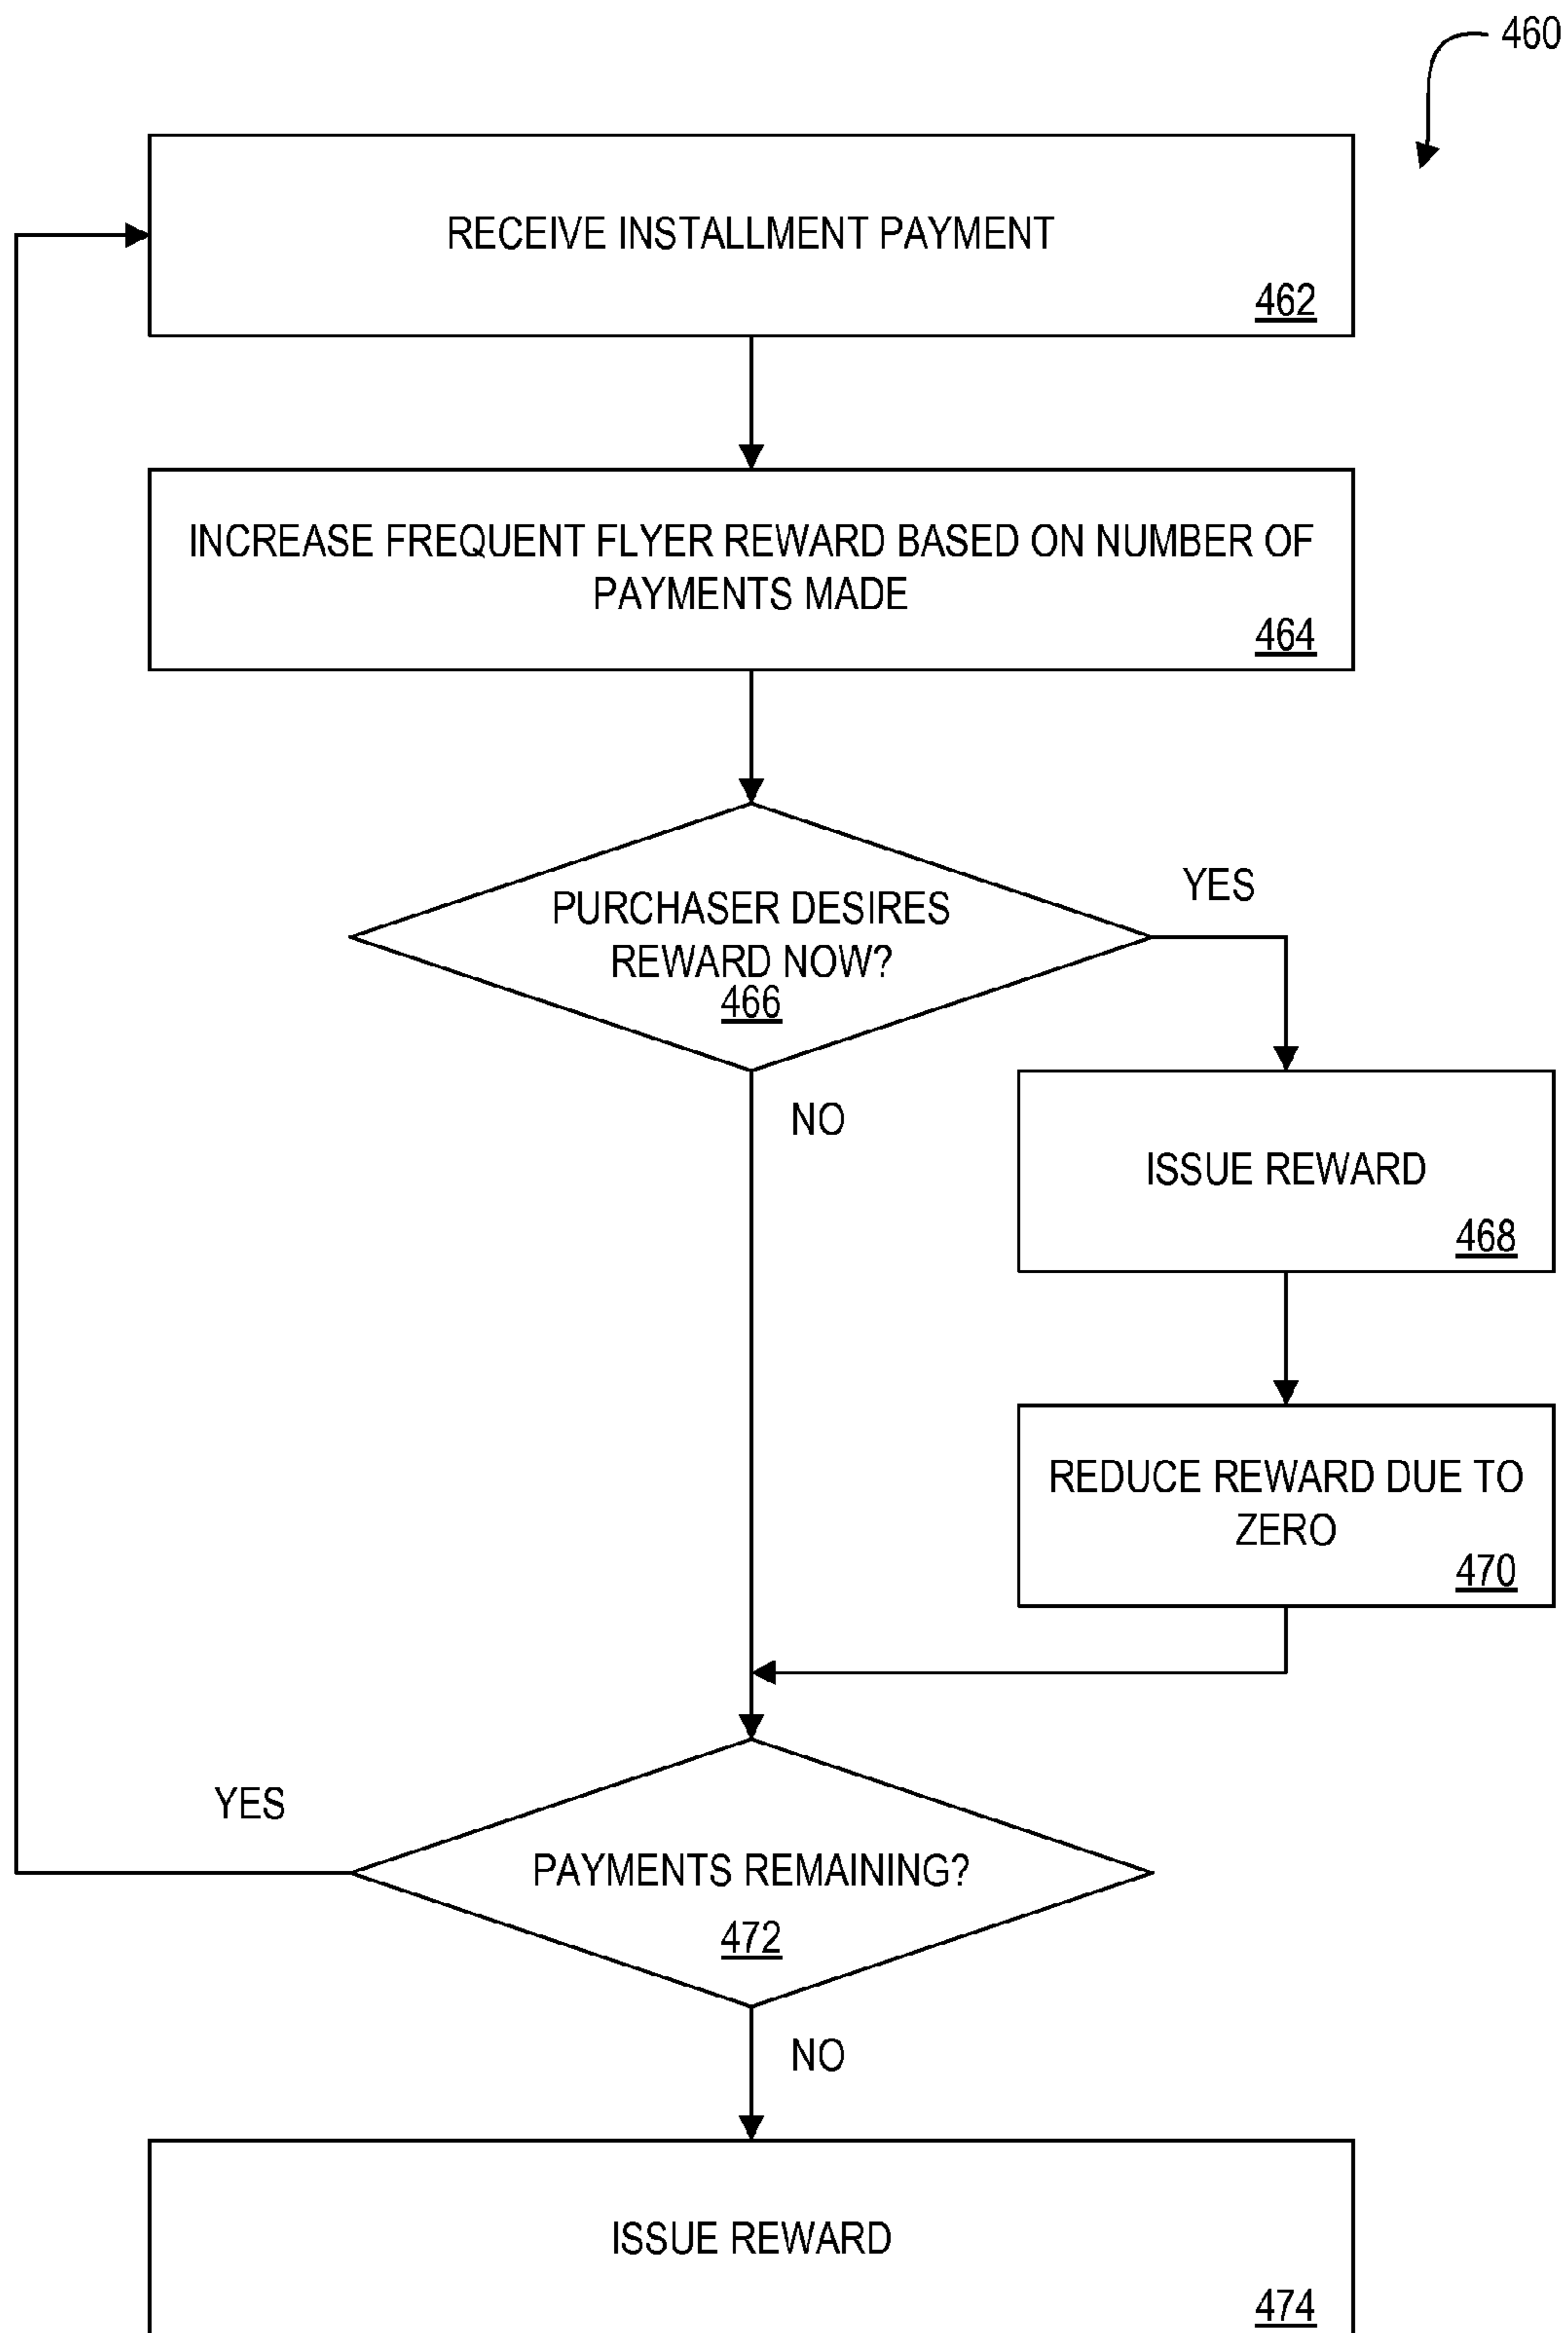 460
RECEIVE INSTALLMENT PAYMENT
462
INCREASE FREQUENT FLYER REWARD BASED ON NUMBER OF
PAYMENTS MADE
464
PURCHASER DESIRES
REWARD NOW?
466
YES
NO
ISSUE REWARD
468
REDUCE REWARD DUE TO
ZERO
470
YES
PAYMENTS REMAINING?
472
NO
ISSUE REWARD
474